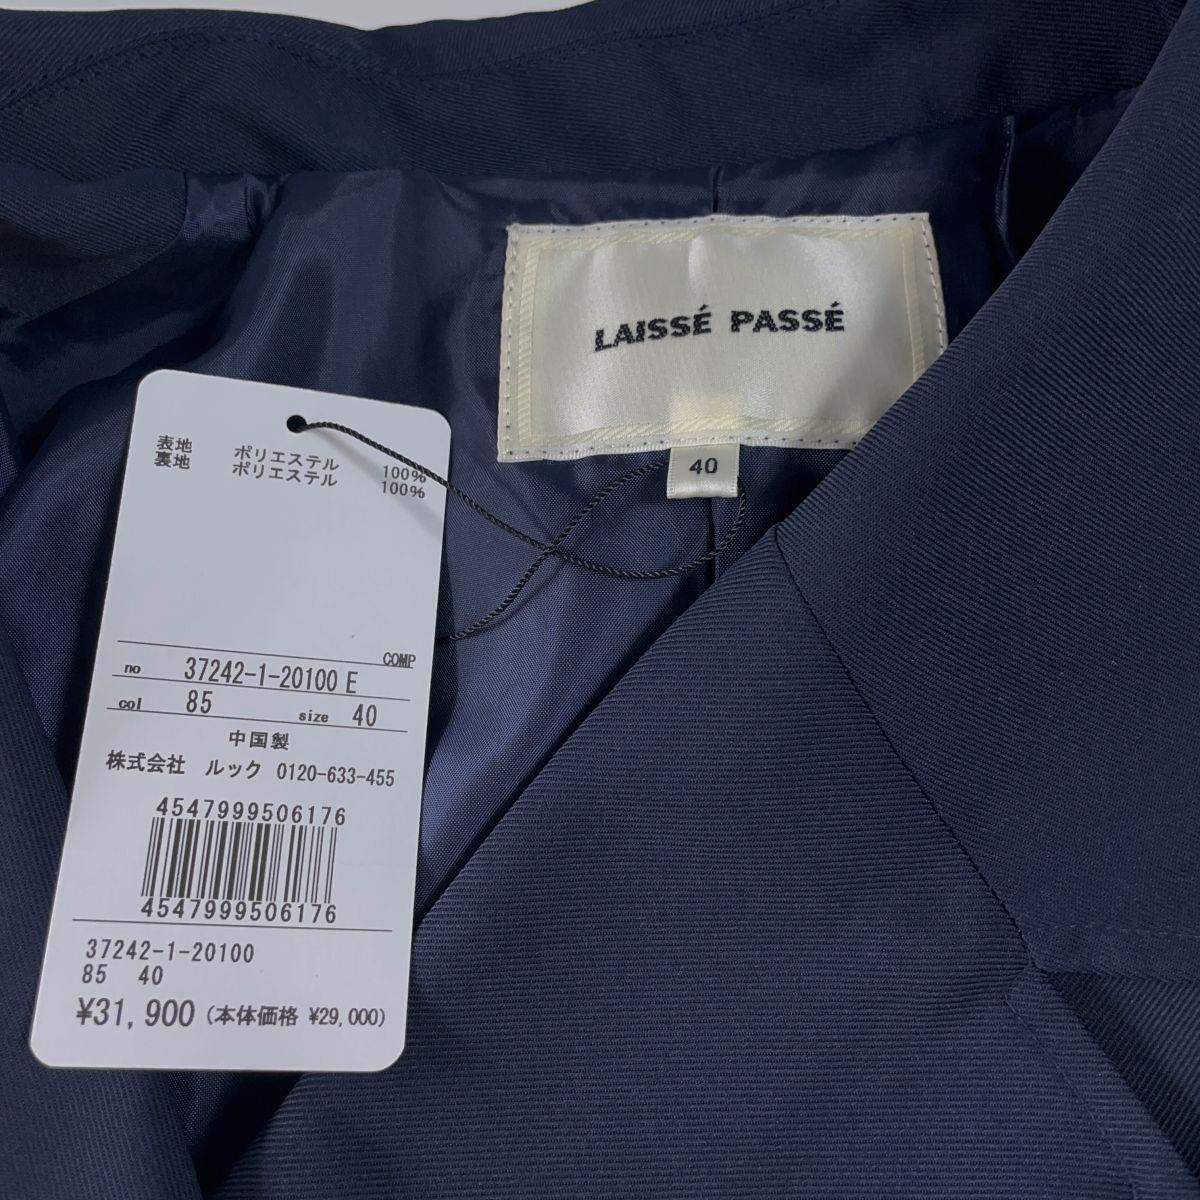 LAISSÉ PASSÉ
40
表地 ポリエステル 100%
裏地 ポリエステル 100%
COMP
no 37242-1-20100 E
col 85 size 40
中国製
株式会社 ルック 0120-633-455
4547999506176
4547999506176
37242-1-20100
85 40
¥31,900 (本体価格 ¥29,000)